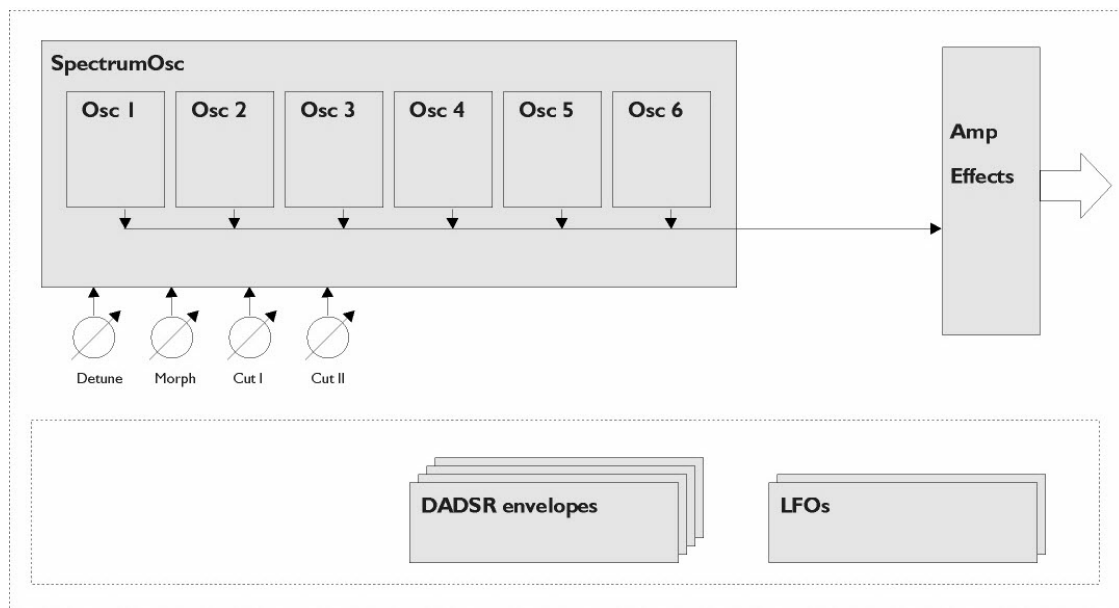 SpectrumOsc
Osc 1 Osc 2 Osc 3 Osc 4 Osc 5 Osc 6
Amp
Effects
Detune Morph Cut I Cut II
DADSR envelopes LFOs